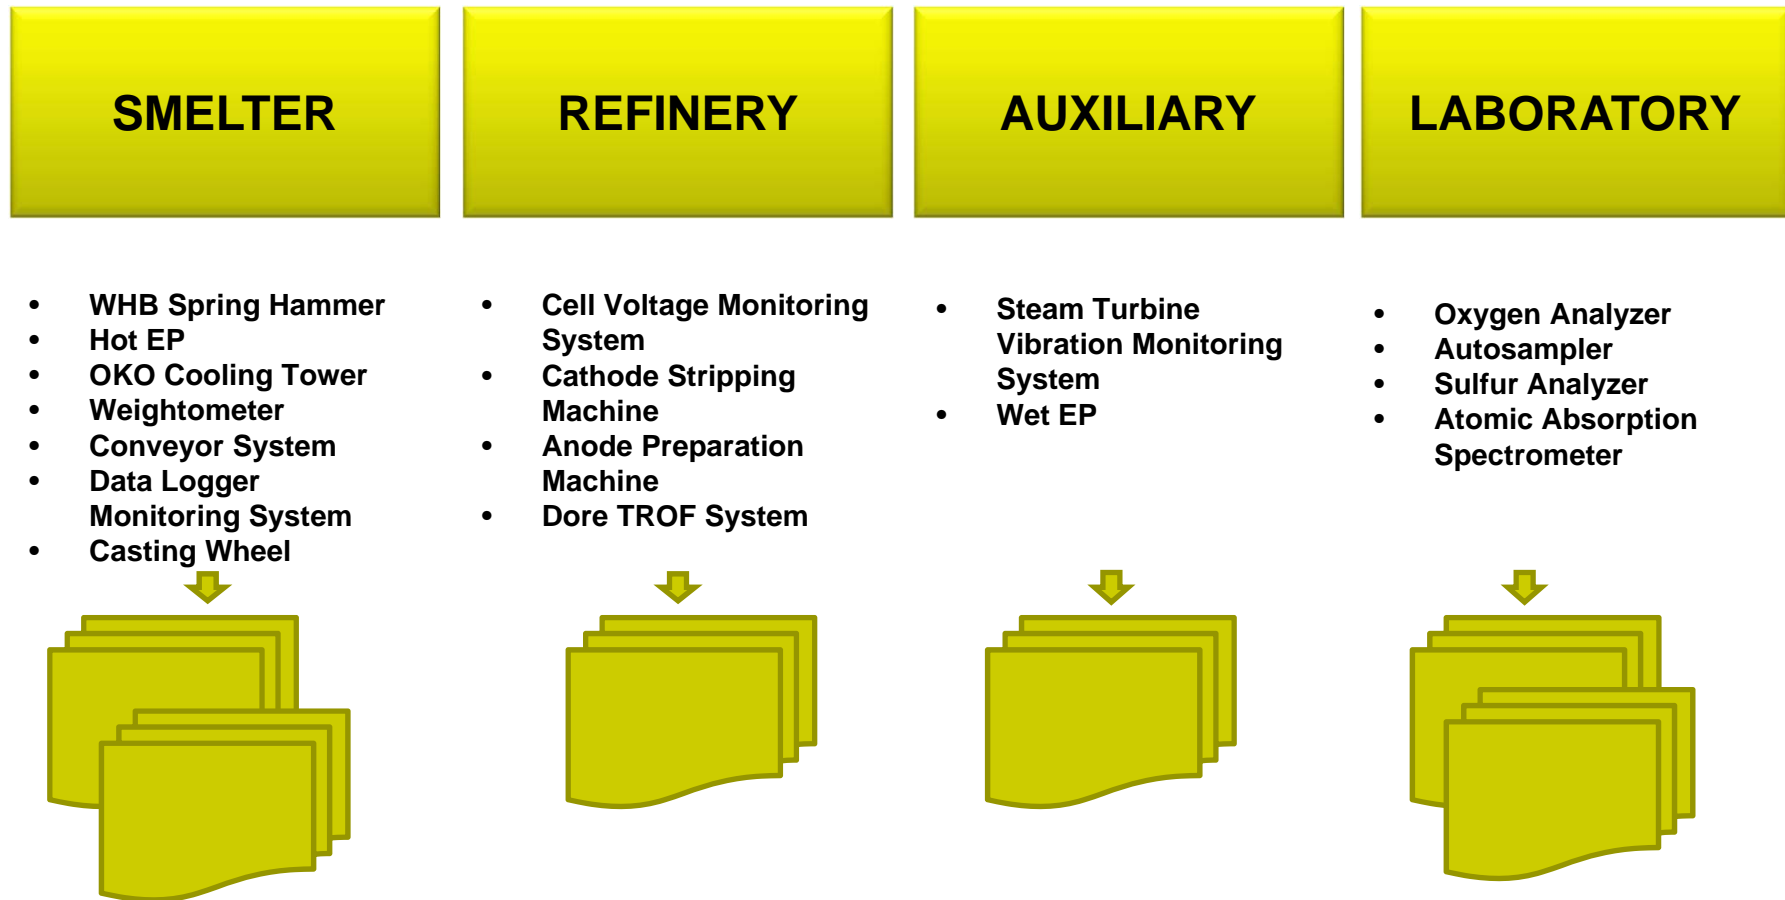 SMELTER
REFINERY
AUXILIARY
LABORATORY
• WHB Spring Hammer
• Hot EP
• OKO Cooling Tower
• Weightometer
• Conveyor System
• Data Logger
Monitoring System
• Casting Wheel
• Cell Voltage Monitoring
System
• Cathode Stripping
Machine
• Anode Preparation
Machine
• Dore TROF System
• Steam Turbine
Vibration Monitoring
System
• Wet EP
• Oxygen Analyzer
• Autosampler
• Sulfur Analyzer
• Atomic Absorption
Spectrometer